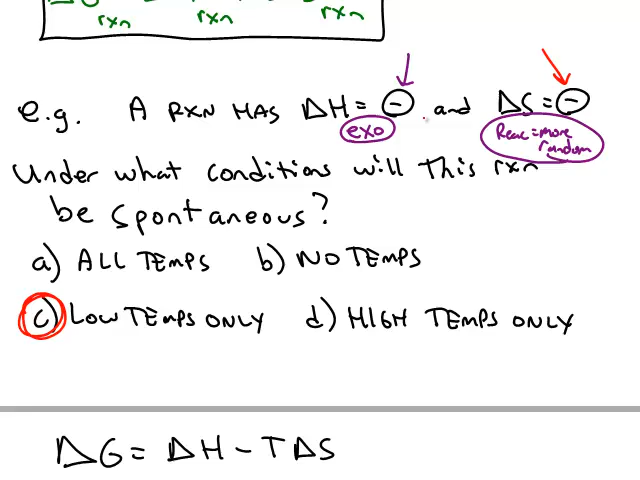 rxn rxn rxn
e.g. A RXN HAS ΔH = ⊖ and ΔS = ⊖
exo
Reac = more
random
Under what conditions will this rxn
be spontaneous?
a) ALL TEMPS b) NO TEMPS
c) LOW TEMPS ONLY d) HIGH TEMPS ONLY
ΔG = ΔH - TΔS